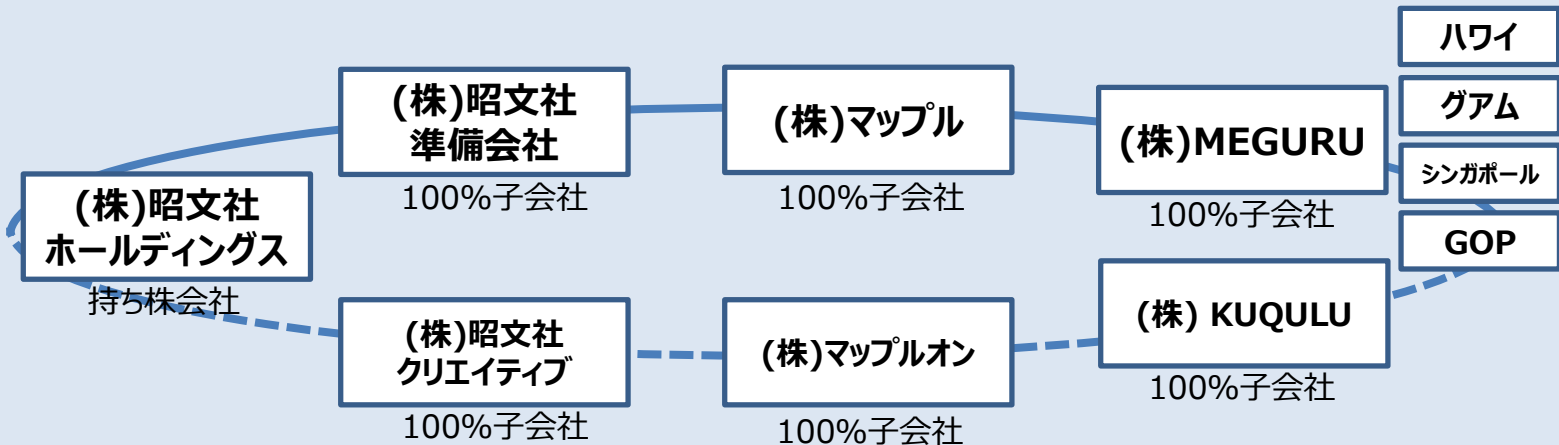 (株)昭文社
ホールディングス
持ち株会社
(株)昭文社
準備会社
100%子会社
(株)マップル
100%子会社
(株)MEGURU
100%子会社
ハワイ
グアム
シンガポール
GOP
(株)昭文社
クリエイティブ
100%子会社
(株)マップルオン
100%子会社
(株) KUQULU
100%子会社